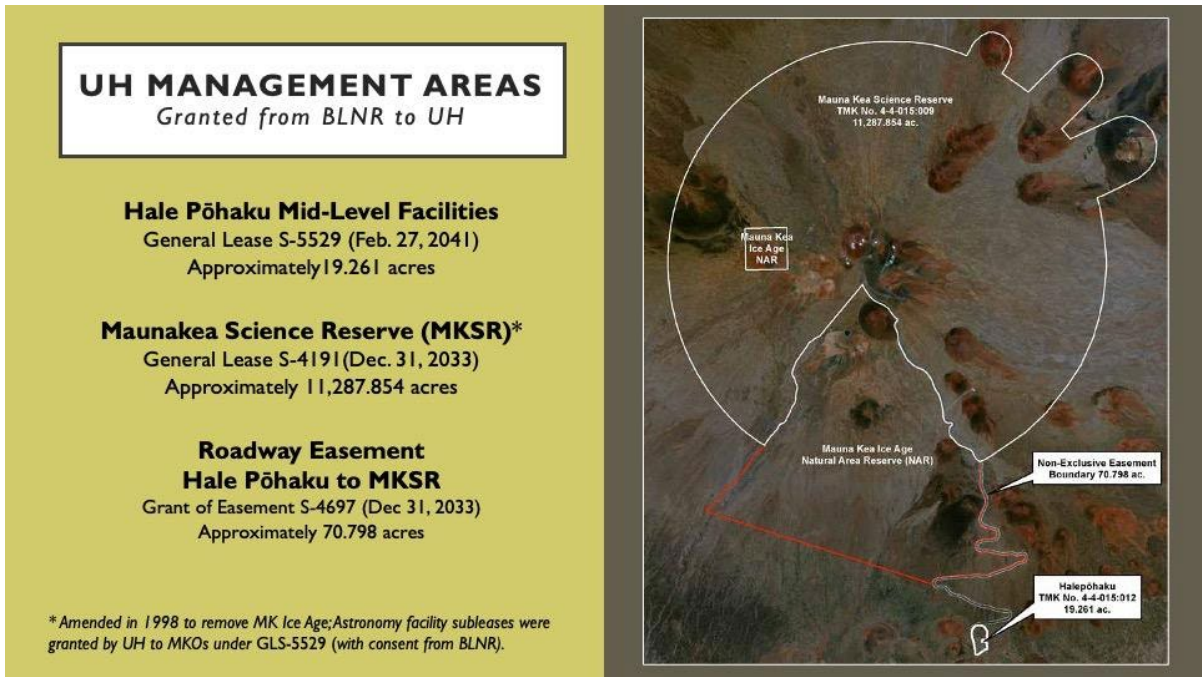 UH MANAGEMENT AREAS
Granted from BLNR to UH
Hale Pōhaku Mid-Level Facilities
General Lease S-5529 (Feb. 27, 2041)
Approximately19.261 acres
Maunakea Science Reserve (MKSR)*
General Lease S-4191(Dec. 31, 2033)
Approximately 11,287.854 acres
Roadway Easement
Hale Pōhaku to MKSR
Grant of Easement S-4697 (Dec 31, 2033)
Approximately 70.798 acres
* Amended in 1998 to remove MK Ice Age; Astronomy facility subleases were
granted by UH to MKOs under GLS-5529 (with consent from BLNR).
Mauna Kea Science Reserve
TMK No. 4-4-015:009
11,287.854 ac.
Mauna Kea
Ice Age
NAR
Mauna Kea Ice Age
Natural Area Reserve (NAR)
Non-Exclusive Easement
Boundary 70.798 ac.
Halepōhaku
TMK No. 4-4-015:012
19.261 ac.